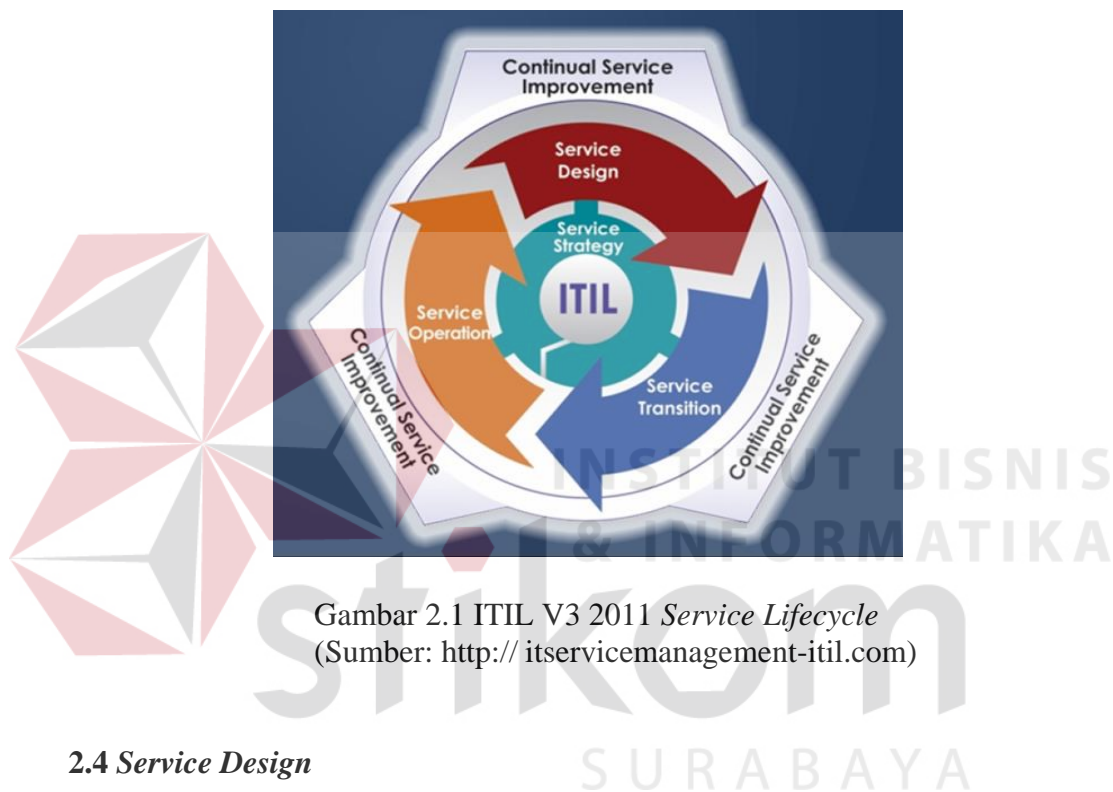 Continual Service
Improvement
Service
Design
Service
Strategy
ITIL
Service
Operation
Service
Transition
Continual Service
Improvement
Continual Service
Improvement
INSTITUT BISNIS
& INFORMATIKA
stikom
SURABAYA
Gambar 2.1 ITIL V3 2011 Service Lifecycle
(Sumber: http:// itservicemanagement-itil.com)
2.4 Service Design